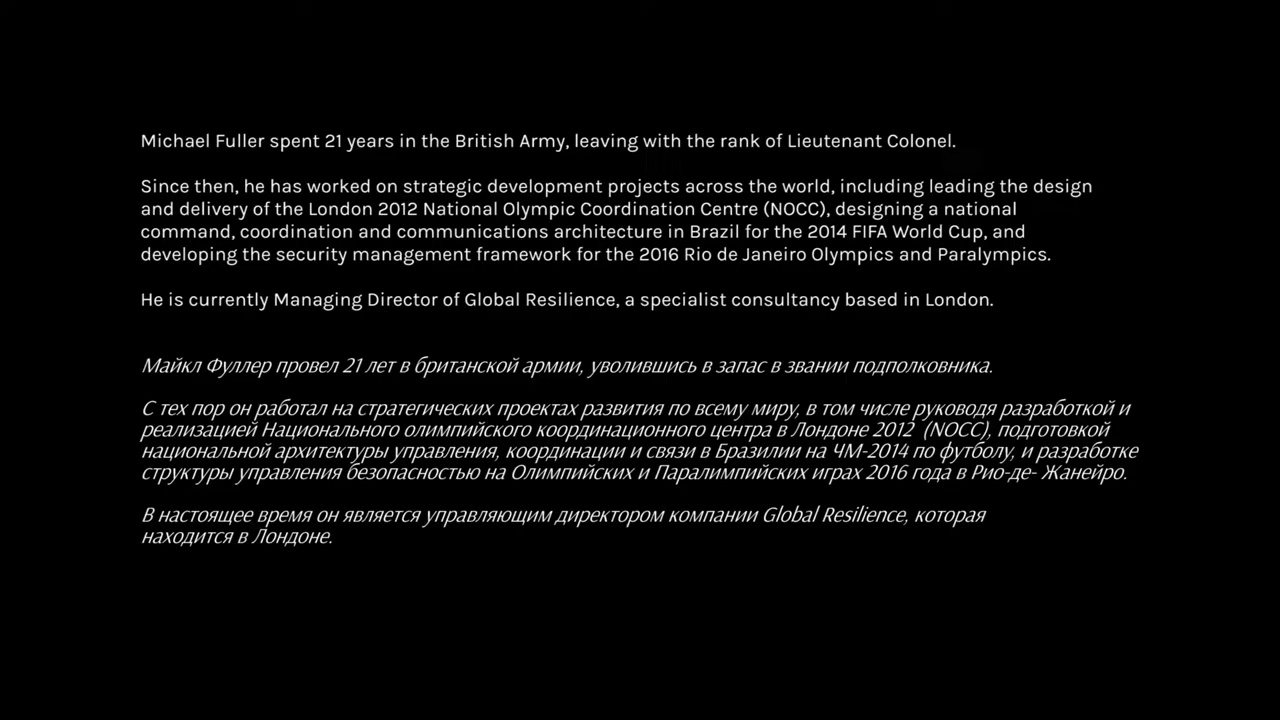 Michael Fuller spent 21 years in the British Army, leaving with the rank of Lieutenant Colonel.
Since then, he has worked on strategic development projects across the world, including leading the design
and delivery of the London 2012 National Olympic Coordination Centre (NOCC), designing a national
command, coordination and communications architecture in Brazil for the 2014 FIFA World Cup, and
developing the security management framework for the 2016 Rio de Janeiro Olympics and Paralympics.
He is currently Managing Director of Global Resilience, a specialist consultancy based in London.
Майкл Фуллер провел 21 лет в британской армии, уволившись в запас в звании подполковника.
С тех пор он работал на стратегических проектах развития по всему миру, в том числе руководя разработкой и
реализацией Национального олимпийского координационного центра в Лондоне 2012 (NOCC), подготовкой
национальной архитектуры управления, координации и связи в Бразилии на ЧМ-2014 по футболу, и разработке
структуры управления безопасностью на Олимпийских и Паралимпийских играх 2016 года в Рио-де- Жанейро.
В настоящее время он является управляющим директором компании Global Resilience, которая
находится в Лондоне.